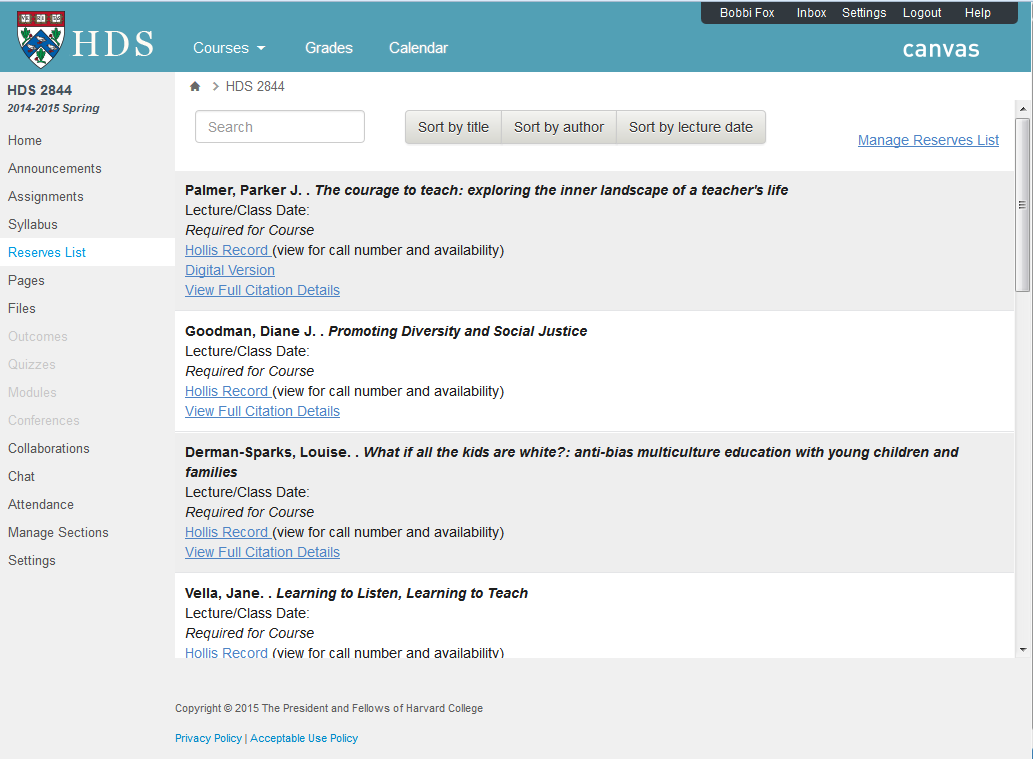 Bobbi Fox Inbox Settings Logout Help
VE RI TAS
HDS Courses Grades Calendar canvas
HDS 2844
2014-2015 Spring
Home
Announcements
Assignments
Syllabus
Reserves List
Pages
Files
Outcomes
Quizzes
Modules
Conferences
Collaborations
Chat
Attendance
Manage Sections
Settings
HDS 2844
Search Sort by title Sort by author Sort by lecture date
Manage Reserves List
Palmer, Parker J. . The courage to teach: exploring the inner landscape of a teacher's life
Lecture/Class Date:
Required for Course
Hollis Record (view for call number and availability)
Digital Version
View Full Citation Details
Goodman, Diane J. . Promoting Diversity and Social Justice
Lecture/Class Date:
Required for Course
Hollis Record (view for call number and availability)
View Full Citation Details
Derman-Sparks, Louise. . What if all the kids are white?: anti-bias multiculture education with young children and
families
Lecture/Class Date:
Required for Course
Hollis Record (view for call number and availability)
View Full Citation Details
Vella, Jane. . Learning to Listen, Learning to Teach
Lecture/Class Date:
Required for Course
Hollis Record (view for call number and availability)
Copyright © 2015 The President and Fellows of Harvard College
Privacy Policy | Acceptable Use Policy